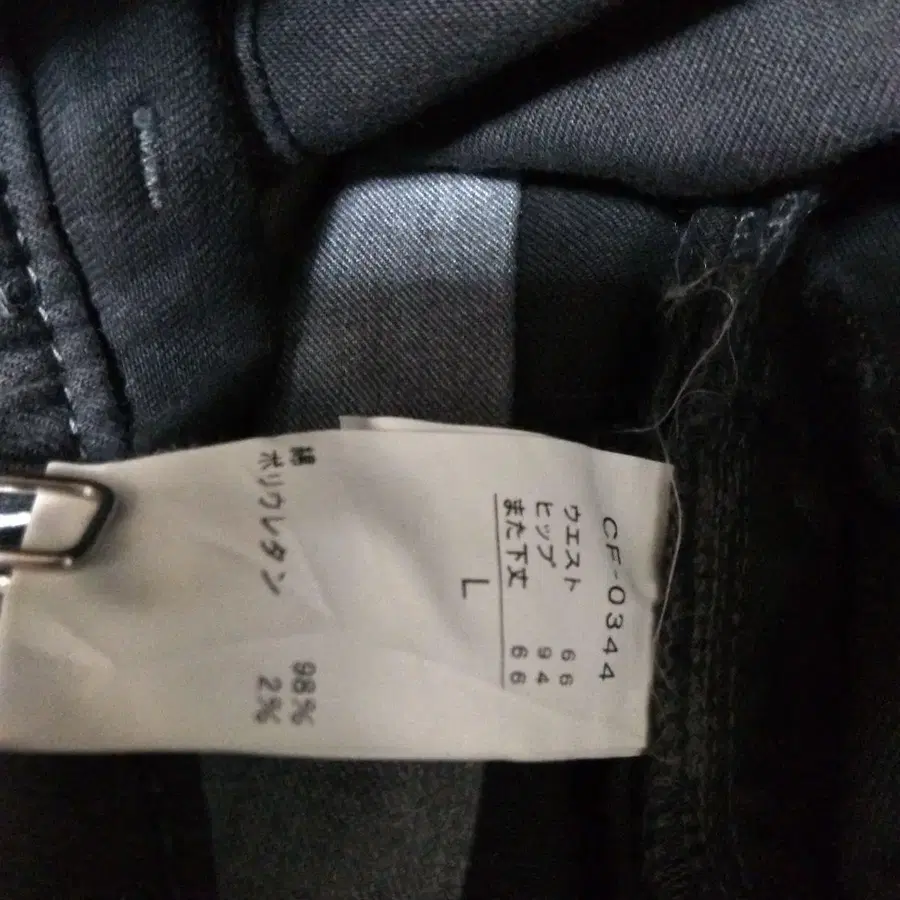 CF-0344
ウエスト 66
ヒップ 94
また下丈 66
L
綿 98%
ポリウレタン 2%